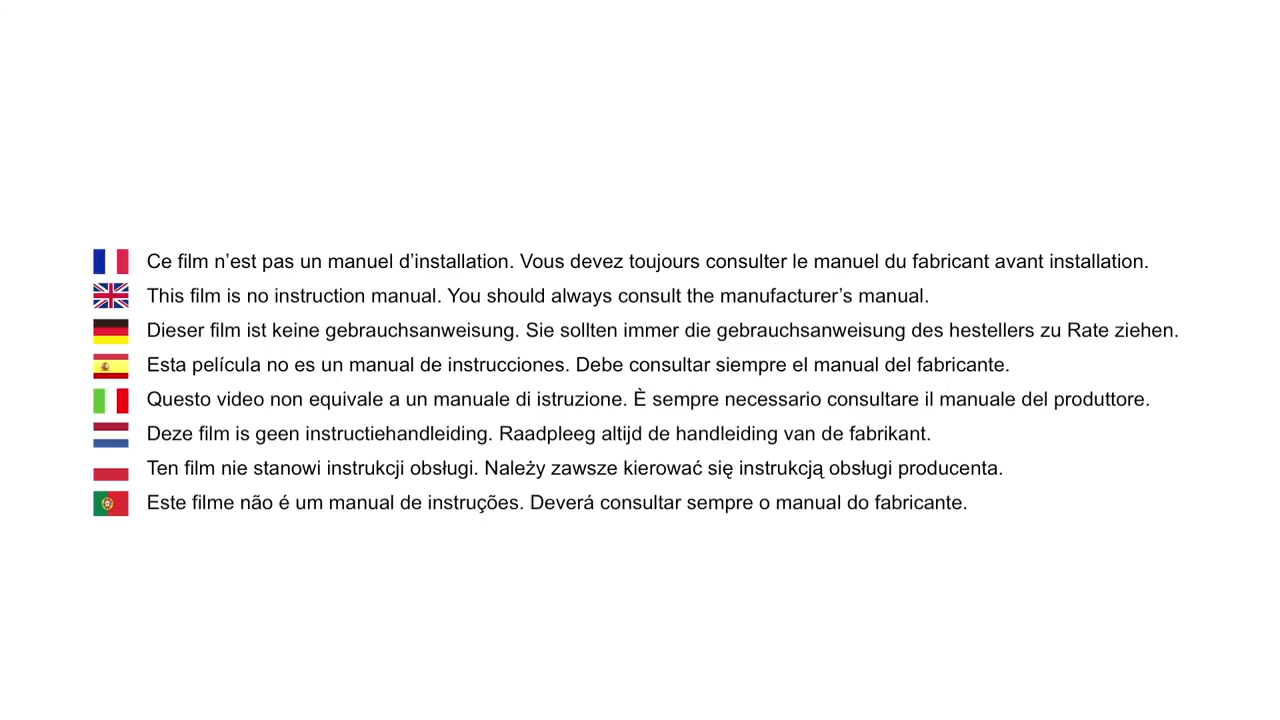 Ce film n’est pas un manuel d’installation. Vous devez toujours consulter le manuel du fabricant avant installation.
This film is no instruction manual. You should always consult the manufacturer’s manual.
Dieser film ist keine gebrauchsanweisung. Sie sollten immer die gebrauchsanweisung des hestellers zu Rate ziehen.
Esta película no es un manual de instrucciones. Debe consultar siempre el manual del fabricante.
Questo video non equivale a un manuale di istruzione. È sempre necessario consultare il manuale del produttore.
Deze film is geen instructiehandleiding. Raadpleeg altijd de handleiding van de fabrikant.
Ten film nie stanowi instrukcji obsługi. Należy zawsze kierować się instrukcją obsługi producenta.
Este filme não é um manual de instruções. Deverá consultar sempre o manual do fabricante.